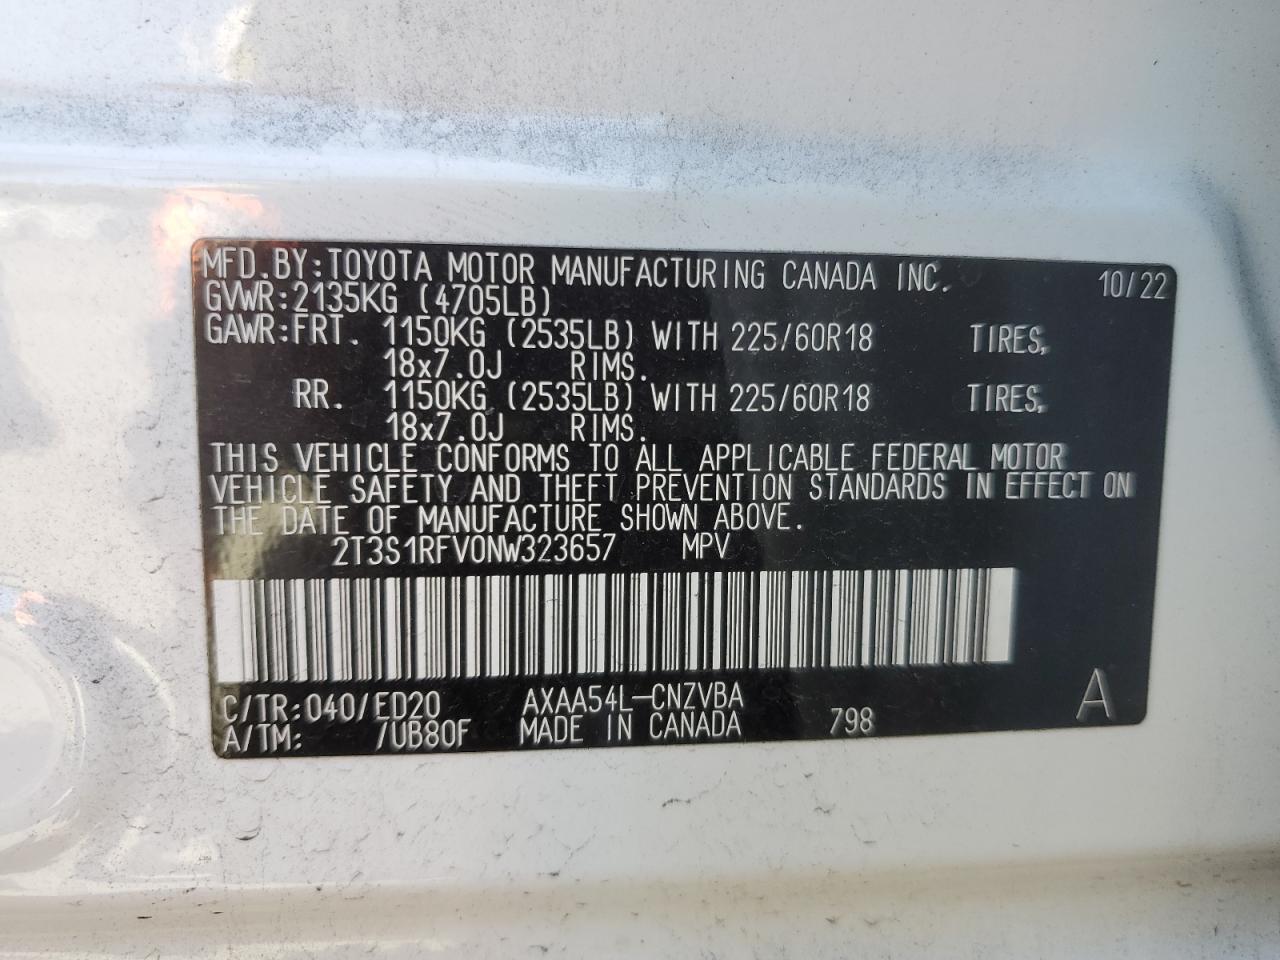 MFD.BY:TOYOTA MOTOR MANUFACTURING CANADA INC. 10/22
GVWR:2135KG (4705LB)
GAWR:FRT. 1150KG (2535LB) WITH 225/60R18 TIRES,
18x7.0J RIMS.
RR. 1150KG (2535LB) WITH 225/60R18 TIRES,
18x7.0J RIMS.
THIS VEHICLE CONFORMS TO ALL APPLICABLE FEDERAL MOTOR
VEHICLE SAFETY AND THEFT PREVENTION STANDARDS IN EFFECT ON
THE DATE OF MANUFACTURE SHOWN ABOVE.
2T3S1RFV0NW323657 MPV
C/TR:040/ED20 AXAA54L-CNZVBA A
A/TM: /UB80F MADE IN CANADA 798